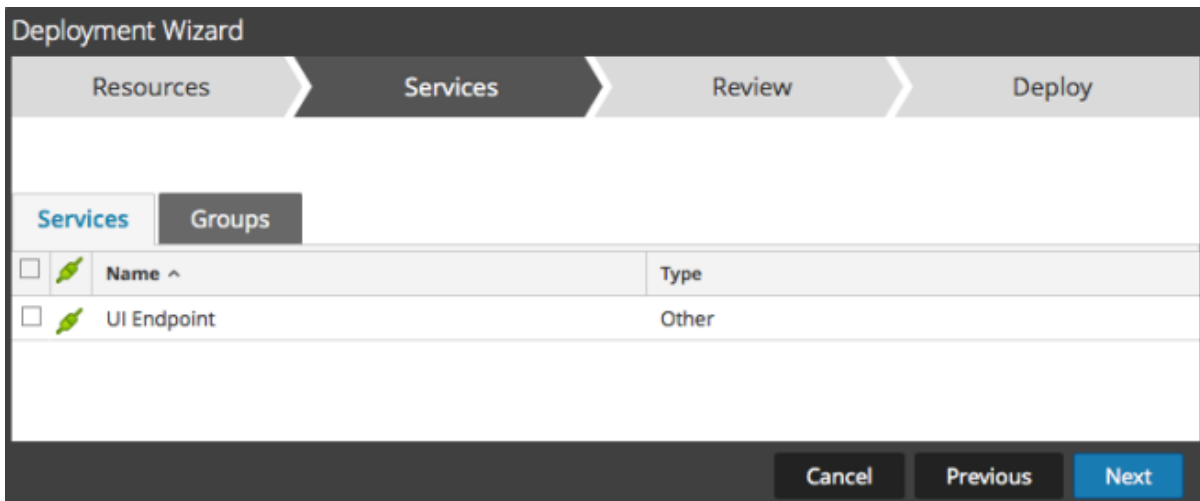 Deployment Wizard
Resources Services Review Deploy
Services Groups
Name Type
UI Endpoint Other
Cancel Previous Next